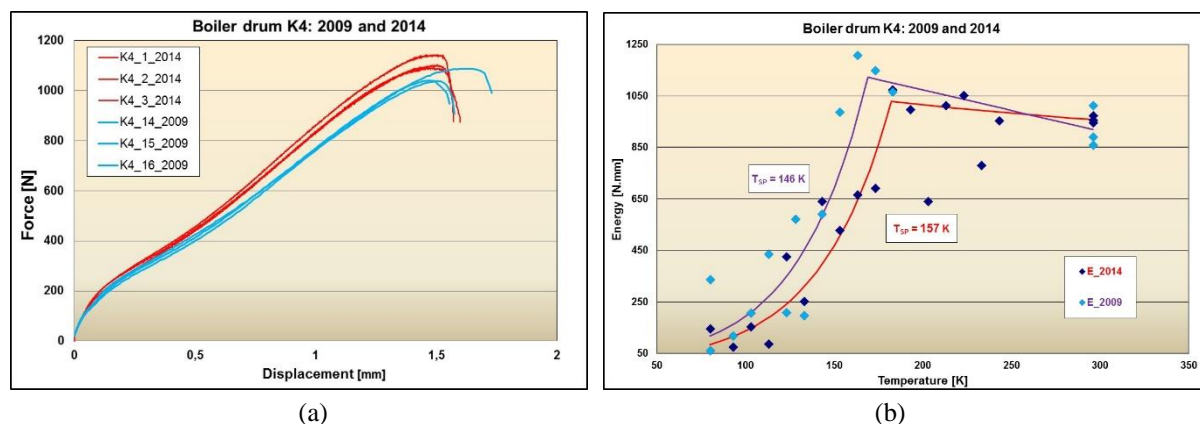 Boiler drum K4: 2009 and 2014
1200
1000
800
600
400
200
0
Force [N]
K4_1_2014
K4_2_2014
K4_3_2014
K4_14_2009
K4_15_2009
K4_16_2009
0
0,5
1
1,5
2
Displacement [mm]
(a)
Boiler drum K4: 2009 and 2014
1250
1050
850
650
450
250
50
Energy [N.mm]
TSP = 146 K
TSP = 157 K
E_2014
E_2009
50
100
150
200
250
300
350
Temperature [K]
(b)